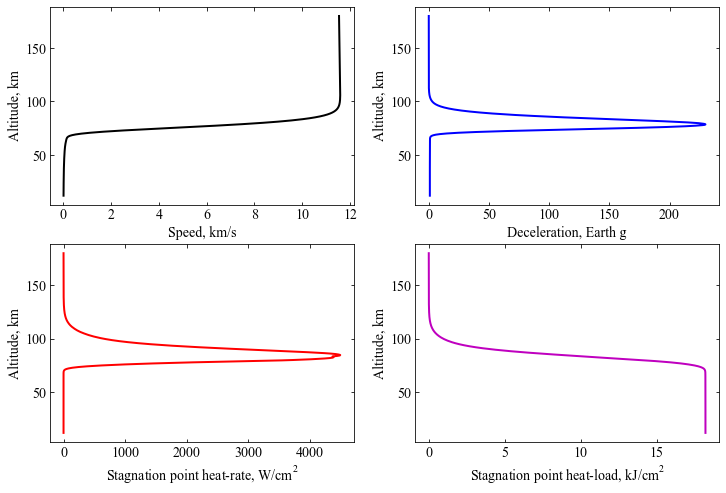 150
100
50
Altitude, km
0 2 4 6 8 10 12
Speed, km/s
150
100
50
Altitude, km
0 50 100 150 200
Deceleration, Earth g
150
100
50
Altitude, km
0 1000 2000 3000 4000
Stagnation point heat-rate, W/cm²
150
100
50
Altitude, km
0 5 10 15
Stagnation point heat-load, kJ/cm²